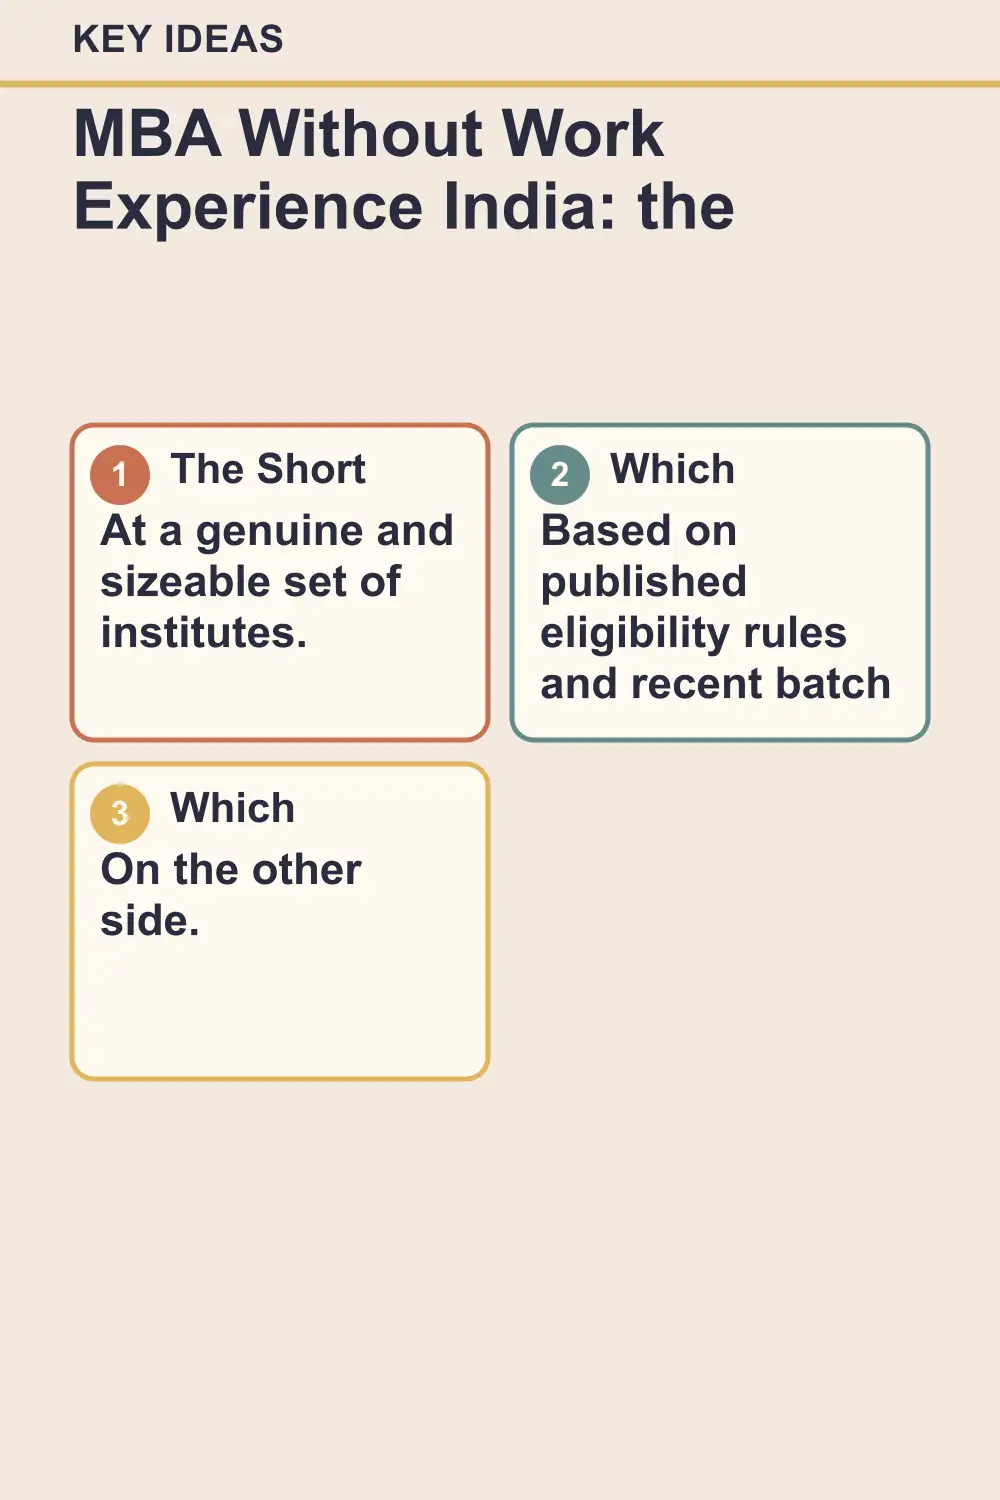 KEY IDEAS
MBA Without Work
Experience India: the
1 The Short
At a genuine and
sizeable set of
institutes.
2 Which
Based on
published
eligibility rules
and recent batch
3 Which
On the other
side.